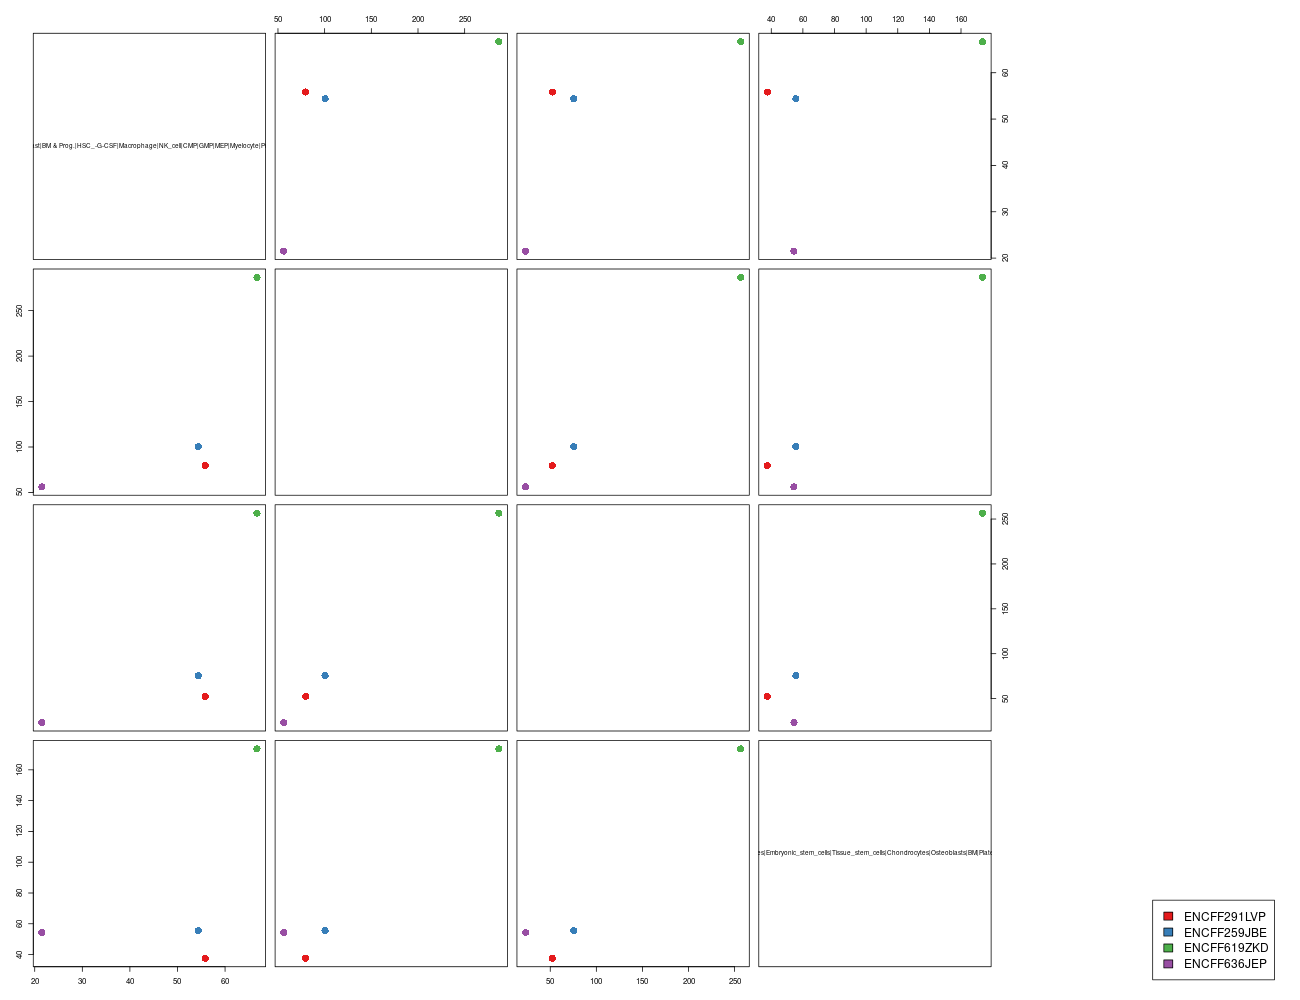 50 100 150 200 250
40 60 80 100 120 140 160
st|BM & Prog.|HSC_-G-CSF|Macrophage|NK_cell|CMP|GMP|MEP|Myelocyte|P
60
50
40
30
20
250
200
150
100
50
250
200
150
100
50
160
140
120
100
80
60
40
es|Embryonic_stem_cells|Tissue_stem_cells|Chondrocytes|Osteoblasts|BM|Plat
20 30 40 50 60
50 100 150 200 250
ENCFF291LVP
ENCFF259JBE
ENCFF619ZKD
ENCFF636JEP